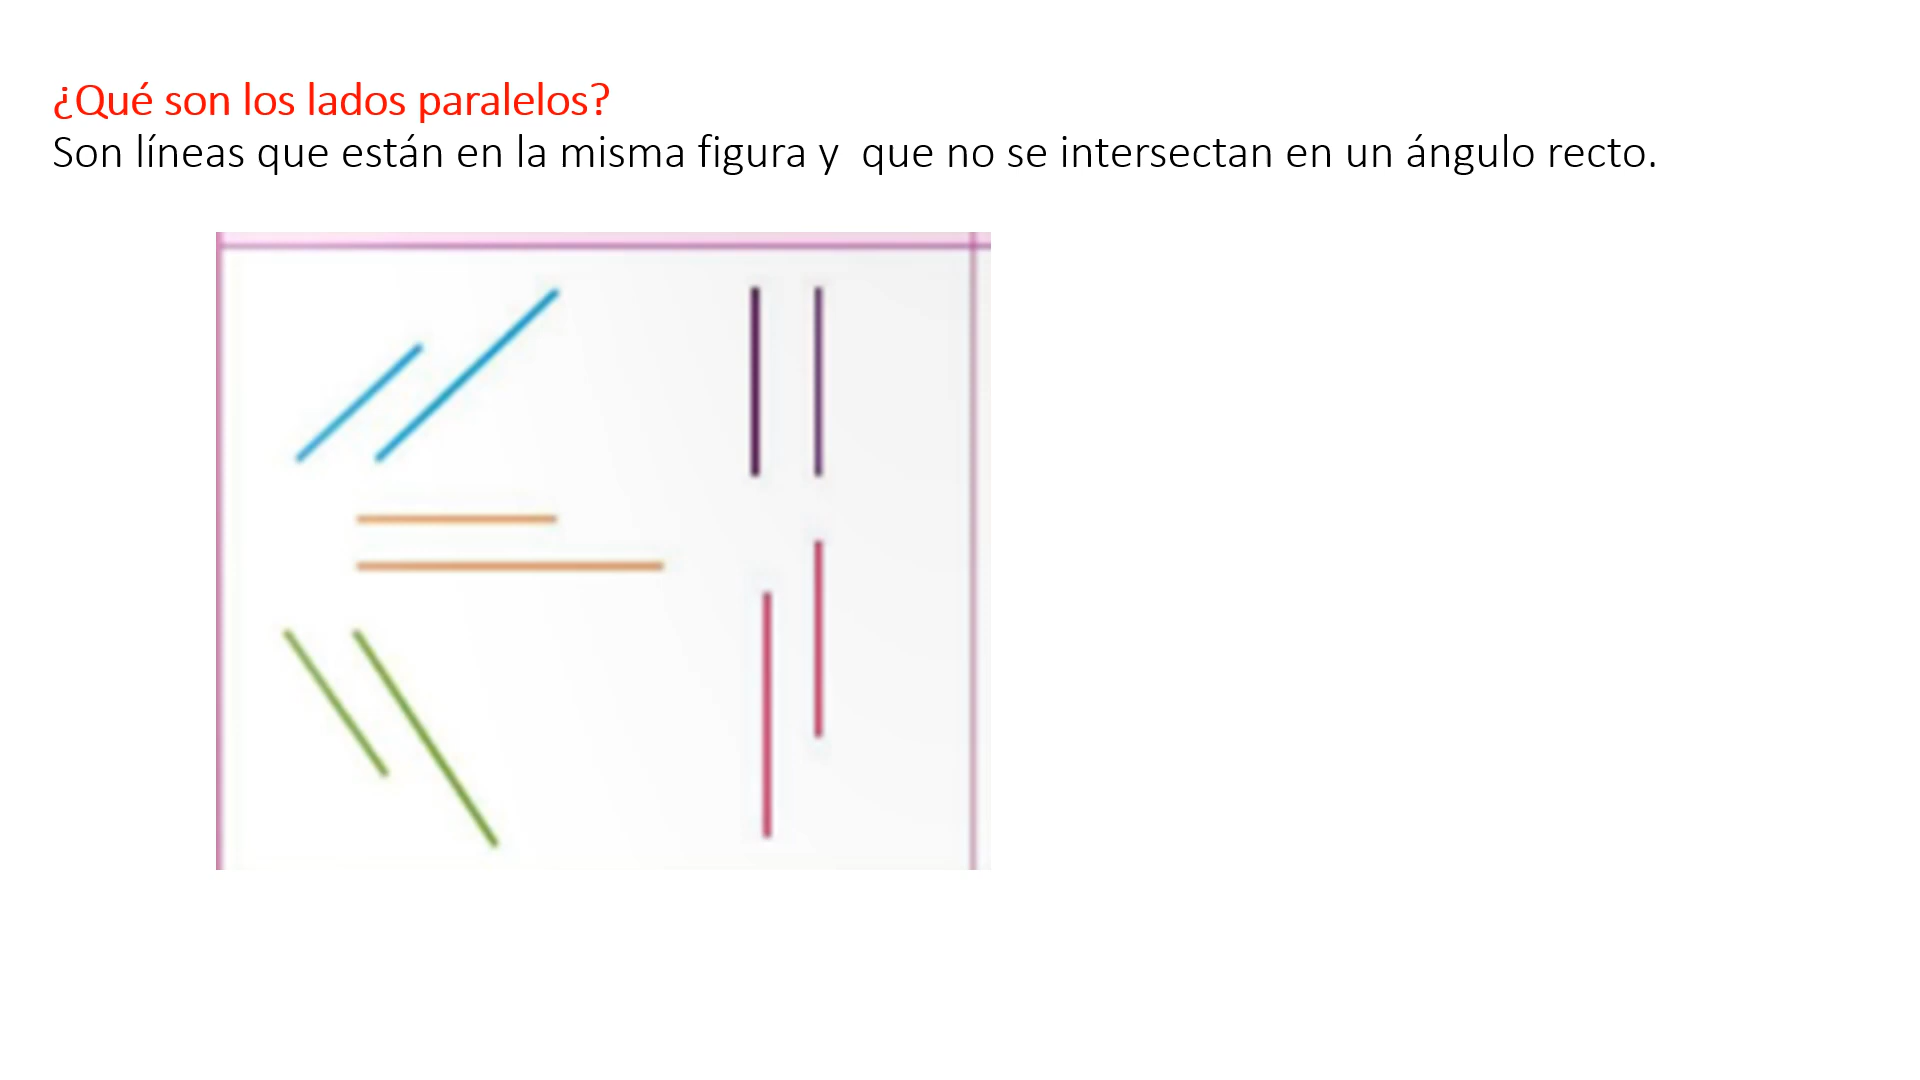 ¿Qué son los lados paralelos?
Son líneas que están en la misma figura y  que no se intersectan en un ángulo recto.